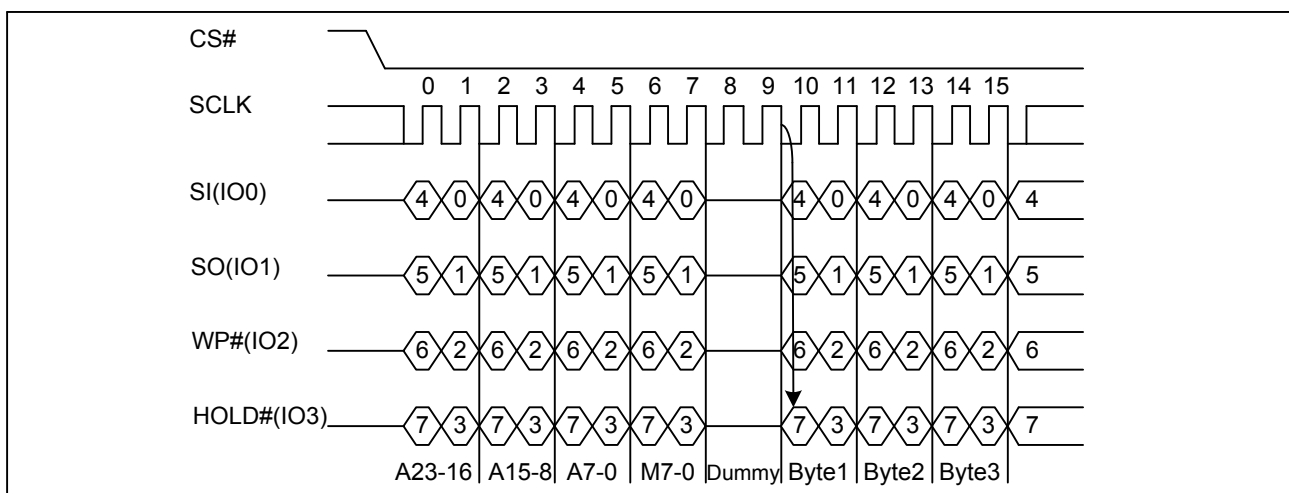 CS#
0 1 2 3 4 5 6 7 8 9 10 11 12 13 14 15
SCLK
SI(IO0) 4 0 4 0 4 0 4 0 4 0 4 0 4 0 4
SO(IO1) 5 1 5 1 5 1 5 1 5 1 5 1 5 1 5
WP#(IO2) 6 2 6 2 6 2 6 2 6 2 6 2 6 2 6
HOLD#(IO3) 7 3 7 3 7 3 7 3 7 3 7 3 7 3 7
A23-16 A15-8 A7-0 M7-0 Dummy Byte1 Byte2 Byte3